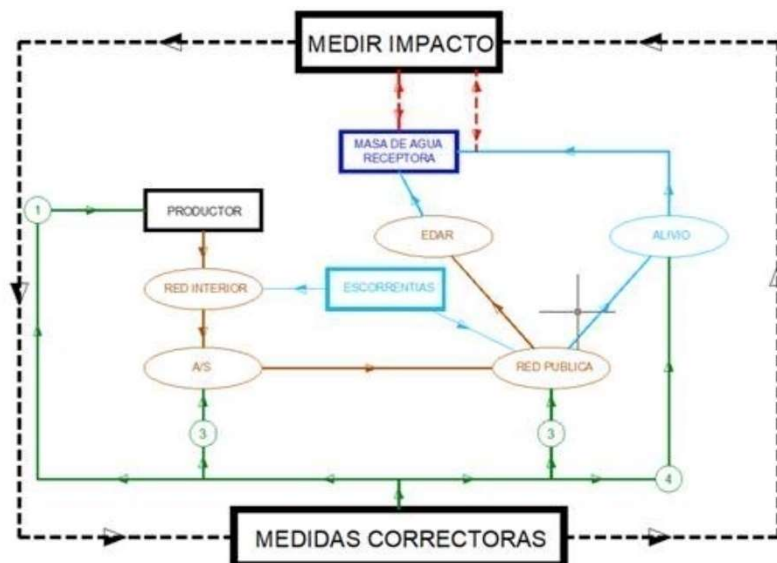 MEDIR IMPACTO
MASA DE AGUA
RECEPTORA
1
PRODUCTOR
EDAR
ALIVIO
RED INTERIOR
ESCORRENTIAS
A/S
RED PUBLICA
3
3
4
MEDIDAS CORRECTORAS